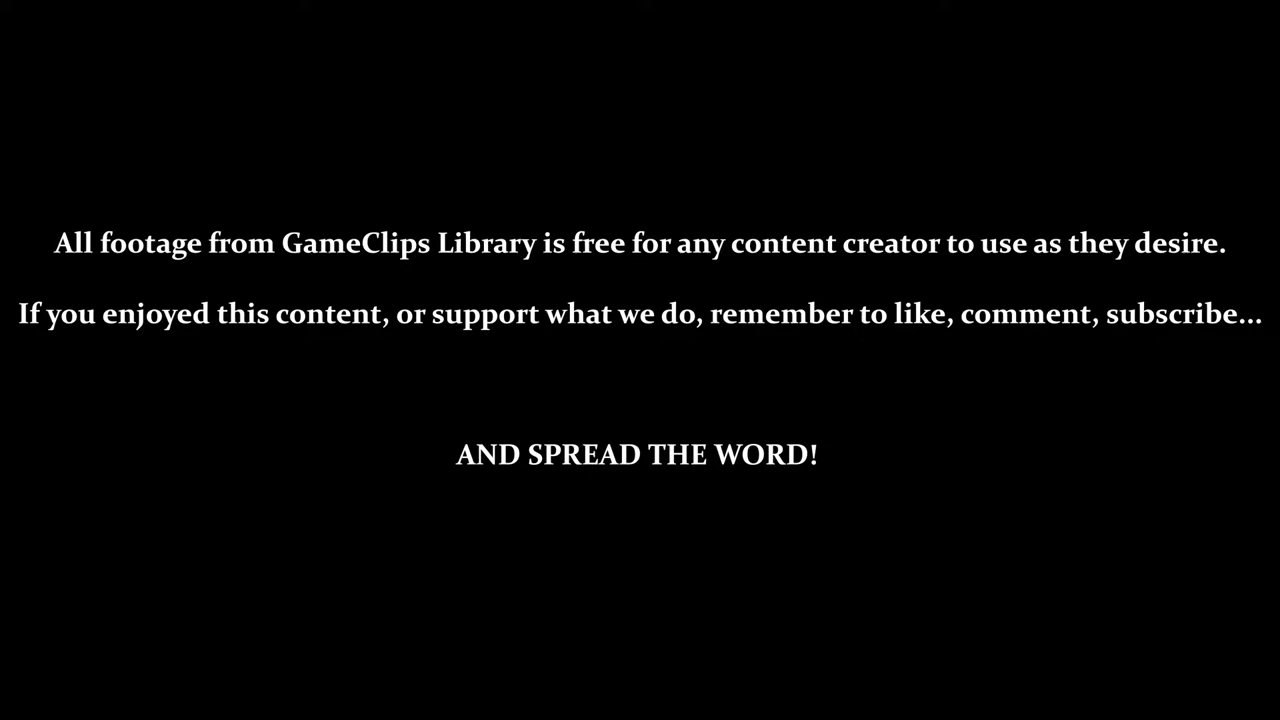 All footage from GameClips Library is free for any content creator to use as they desire.
If you enjoyed this content, or support what we do, remember to like, comment, subscribe...
AND SPREAD THE WORD!